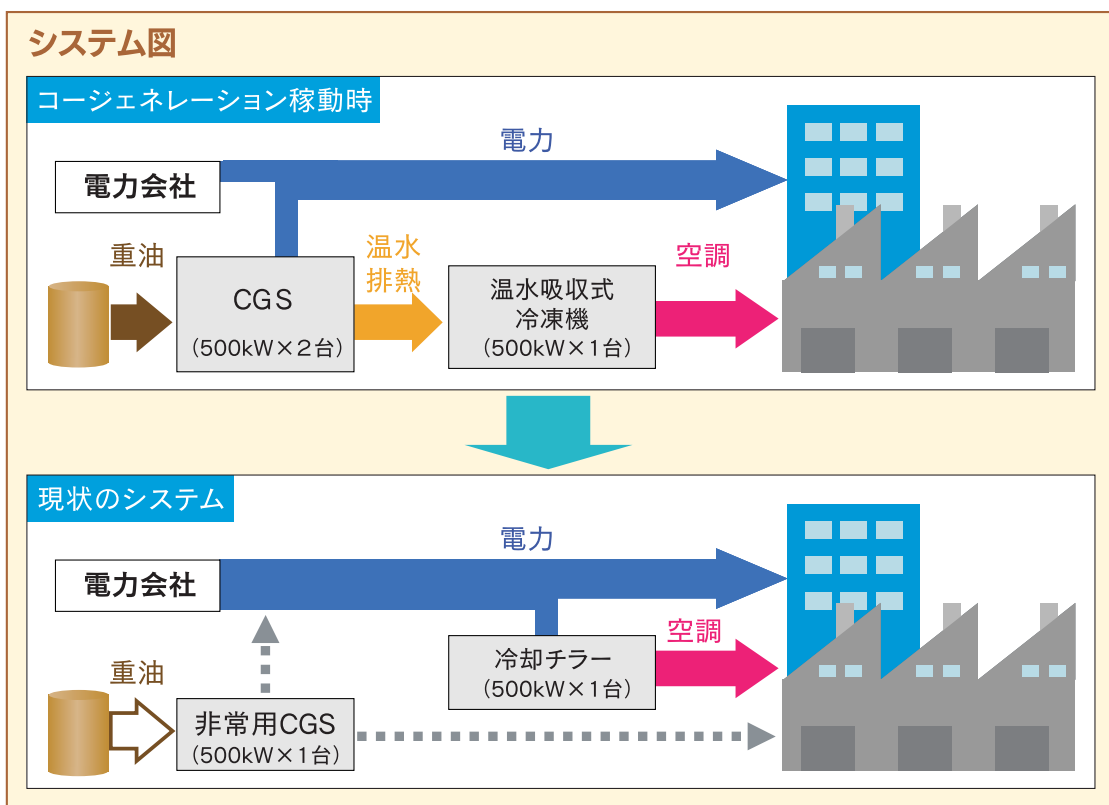 システム図
コージェネレーション稼動時
電力
電力会社
重油
CGS
(500kW×2台)
温水
排熱
温水吸収式
冷凍機
(500kW×1台)
空調
現状のシステム
電力
電力会社
重油
非常用CGS
(500kW×1台)
冷却チラー
(500kW×1台)
空調